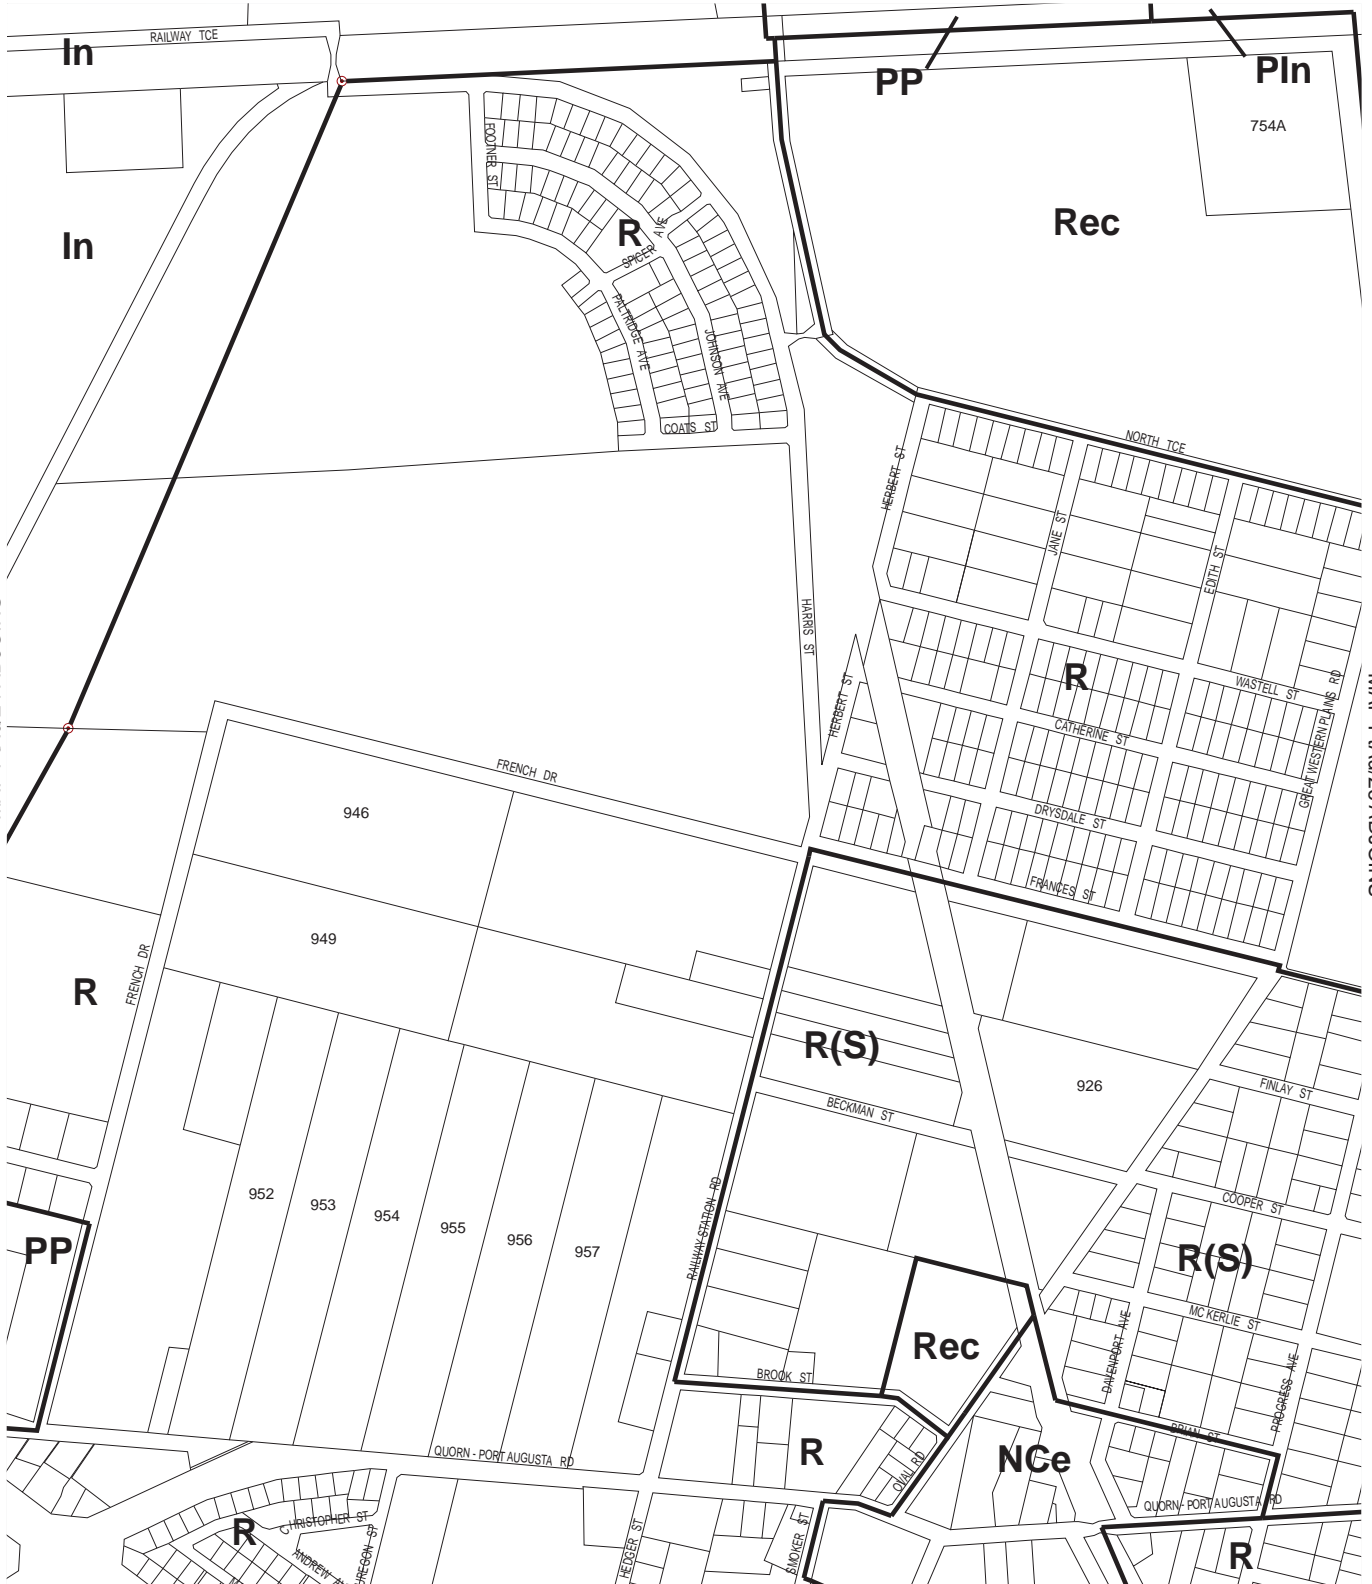 In
RAILWAY TCE
PP
PIn
754A
FOOTNER ST
Rec
In
R
SPICER AVE
PALTRIDGE AVE
JOHNSON AVE
COATS ST
NORTH TCE
HERBERT ST
JANE ST
EDITH ST
HARRIS ST
R
WASTELL ST
GREAT WESTERN PLAINS RD
HERBERT ST
CATHERINE ST
FRENCH DR
946
DRYSDALE ST
FRANCES ST
949
FRENCH DR
R
R(S)
926
FINLAY ST
BECKMAN ST
952
953
954
955
956
957
RAILWAY STATION RD
COOPER ST
PP
R(S)
MC KERLIE ST
DAVENPORT AVE
Rec
PROGRESS AVE
BROOK ST
BRIAN ST
QUORN - PORT AUGUSTA RD
R
OVAL RD
NCe
QUORN - PORT AUGUSTA RD
R
CHRISTOPHER ST
HEDGER ST
SMOKER ST
R
ANDREW